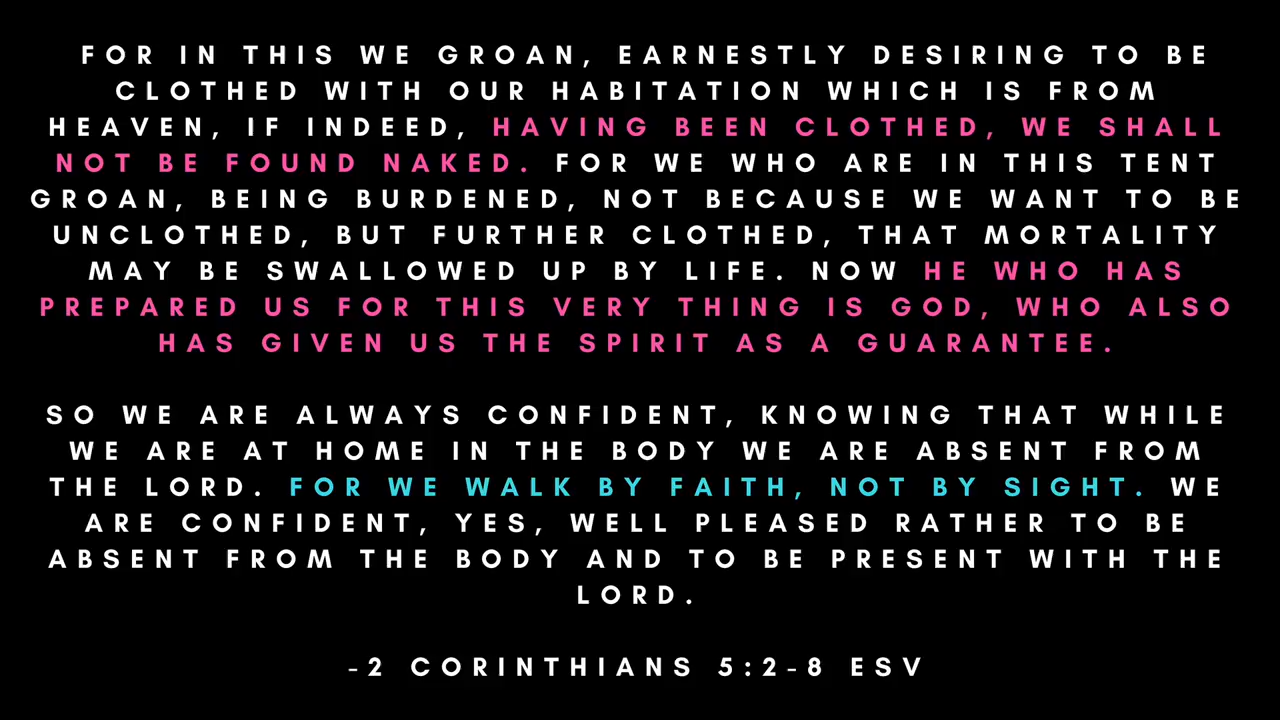 FOR IN THIS WE GROAN, EARNESTLY DESIRING TO BE
CLOTHED WITH OUR HABITATION WHICH IS FROM
HEAVEN, IF INDEED, HAVING BEEN CLOTHED, WE SHALL
NOT BE FOUND NAKED. FOR WE WHO ARE IN THIS TENT
GROAN, BEING BURDENED, NOT BECAUSE WE WANT TO BE
UNCLOTHED, BUT FURTHER CLOTHED, THAT MORTALITY
MAY BE SWALLOWED UP BY LIFE. NOW HE WHO HAS
PREPARED US FOR THIS VERY THING IS GOD, WHO ALSO
HAS GIVEN US THE SPIRIT AS A GUARANTEE.
SO WE ARE ALWAYS CONFIDENT, KNOWING THAT WHILE
WE ARE AT HOME IN THE BODY WE ARE ABSENT FROM
THE LORD. FOR WE WALK BY FAITH, NOT BY SIGHT. WE
ARE CONFIDENT, YES, WELL PLEASED RATHER TO BE
ABSENT FROM THE BODY AND TO BE PRESENT WITH THE
LORD.
-2 CORINTHIANS 5:2-8 ESV